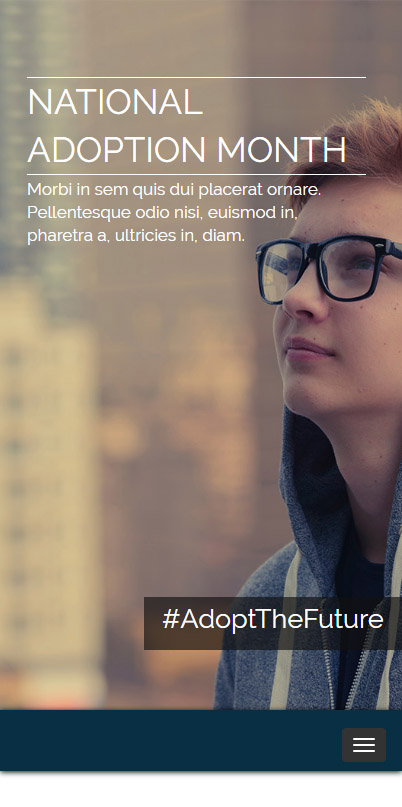 NATIONAL
ADOPTION MONTH
Morbi in sem quis dui placerat ornare.
Pellentesque odio nisi, euismod in,
pharetra a, ultricies in, diam.
#AdoptTheFuture